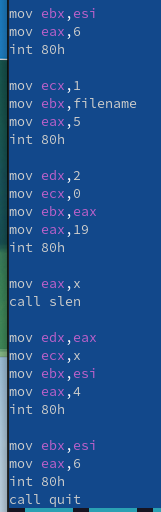 mov ebx,esi
mov eax,6
int 80h
mov ecx,1
mov ebx,filename
mov eax,5
int 80h
mov edx,2
mov ecx,0
mov ebx,eax
mov eax,19
int 80h
mov eax,x
call slen
mov edx,eax
mov ecx,x
mov ebx,esi
mov eax,4
int 80h
mov ebx,esi
mov eax,6
int 80h
call quit